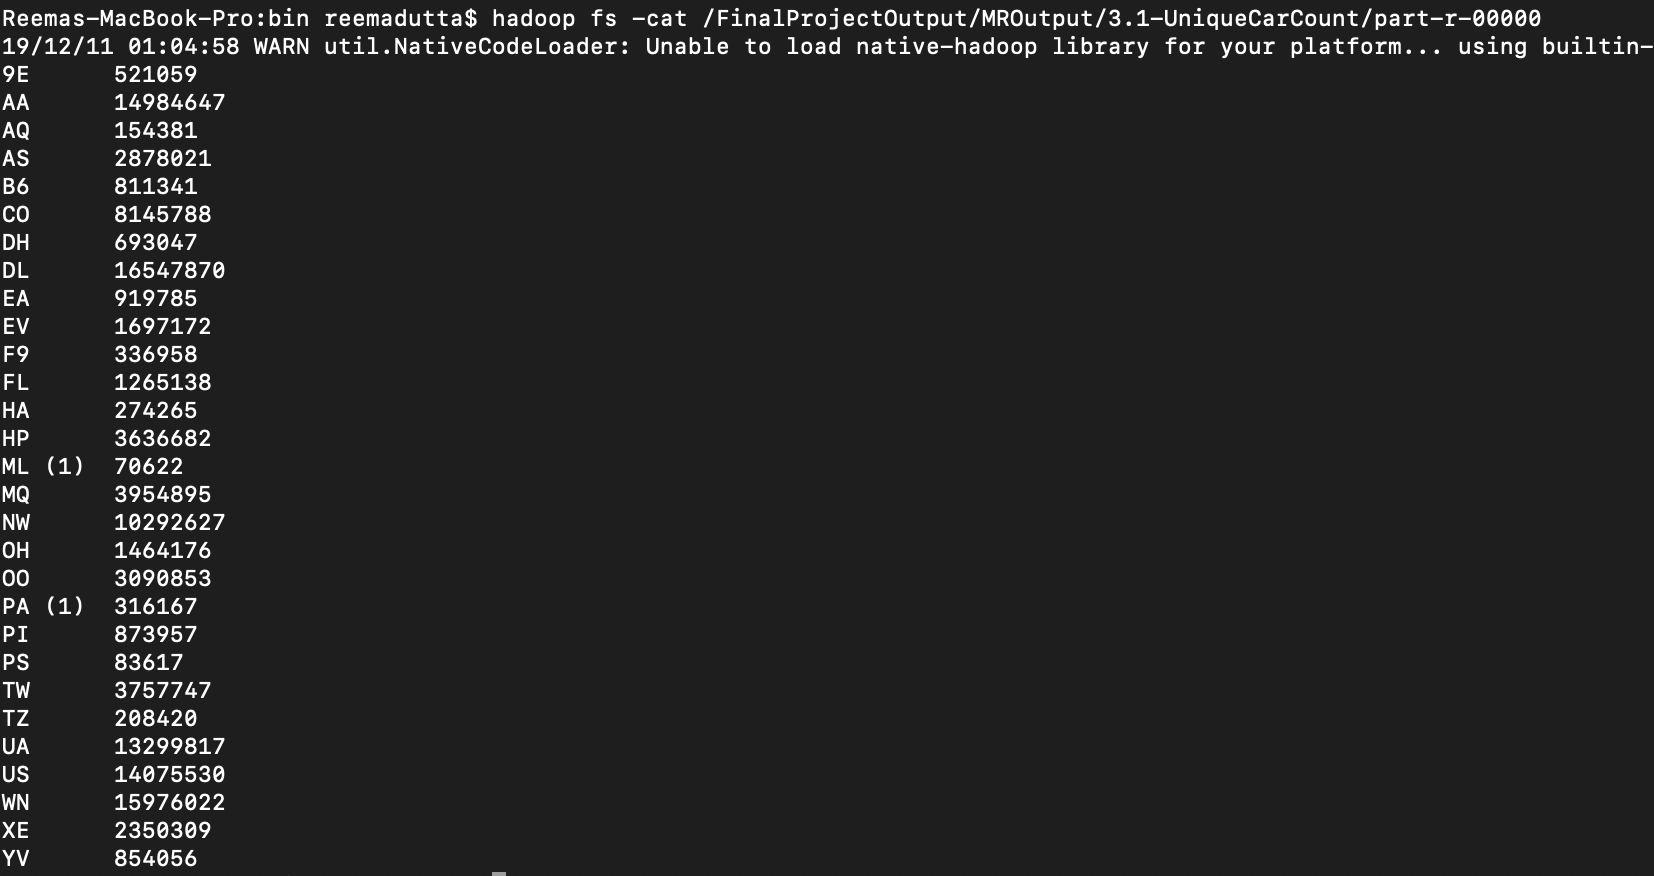 Reemas-MacBook-Pro:bin reemadutta$ hadoop fs -cat /FinalProjectOutput/MROutput/3.1-UniqueCarCount/part-r-00000
19/12/11 01:04:58 WARN util.NativeCodeLoader: Unable to load native-hadoop library for your platform... using builtin-
9E 521059
AA 14984647
AQ 154381
AS 2878021
B6 811341
CO 8145788
DH 693047
DL 16547870
EA 919785
EV 1697172
F9 336958
FL 1265138
HA 274265
HP 3636682
ML (1) 70622
MQ 3954895
NW 10292627
OH 1464176
OO 3090853
PA (1) 316167
PI 873957
PS 83617
TW 3757747
TZ 208420
UA 13299817
US 14075530
WN 15976022
XE 2350309
YV 854056